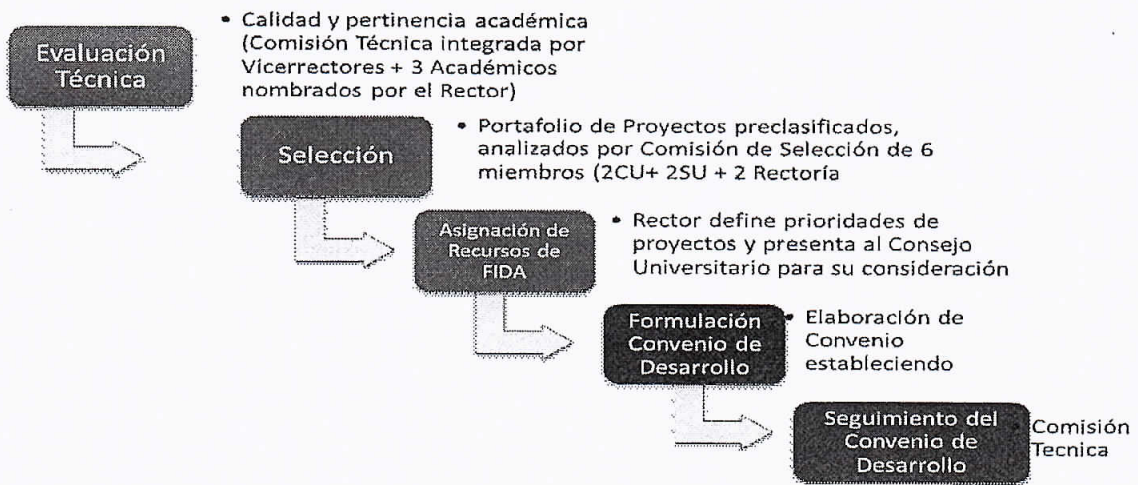 Evaluación
Técnica
• Calidad y pertinencia académica
(Comisión Técnica integrada por
Vicerrectores + 3 Académicos
nombrados por el Rector)
Selección
• Portafolio de Proyectos preclasificados,
analizados por Comisión de Selección de 6
miembros (2CU+ 2SU + 2 Rectoría
Asignación de
Recursos de
FIDA
• Rector define prioridades de
proyectos y presenta al Consejo
Universitario para su consideración
Formulación
Convenio de
Desarrollo
• Elaboración de
Convenio
estableciendo
Seguimiento del
Convenio de
Desarrollo
Comisión
Tecnica